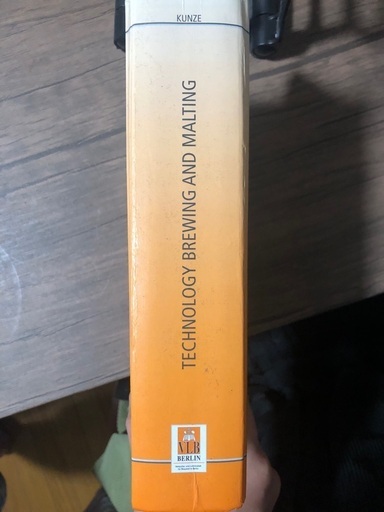 KUNZE
TECHNOLOGY BREWING AND MALTING
VLB
BERLIN